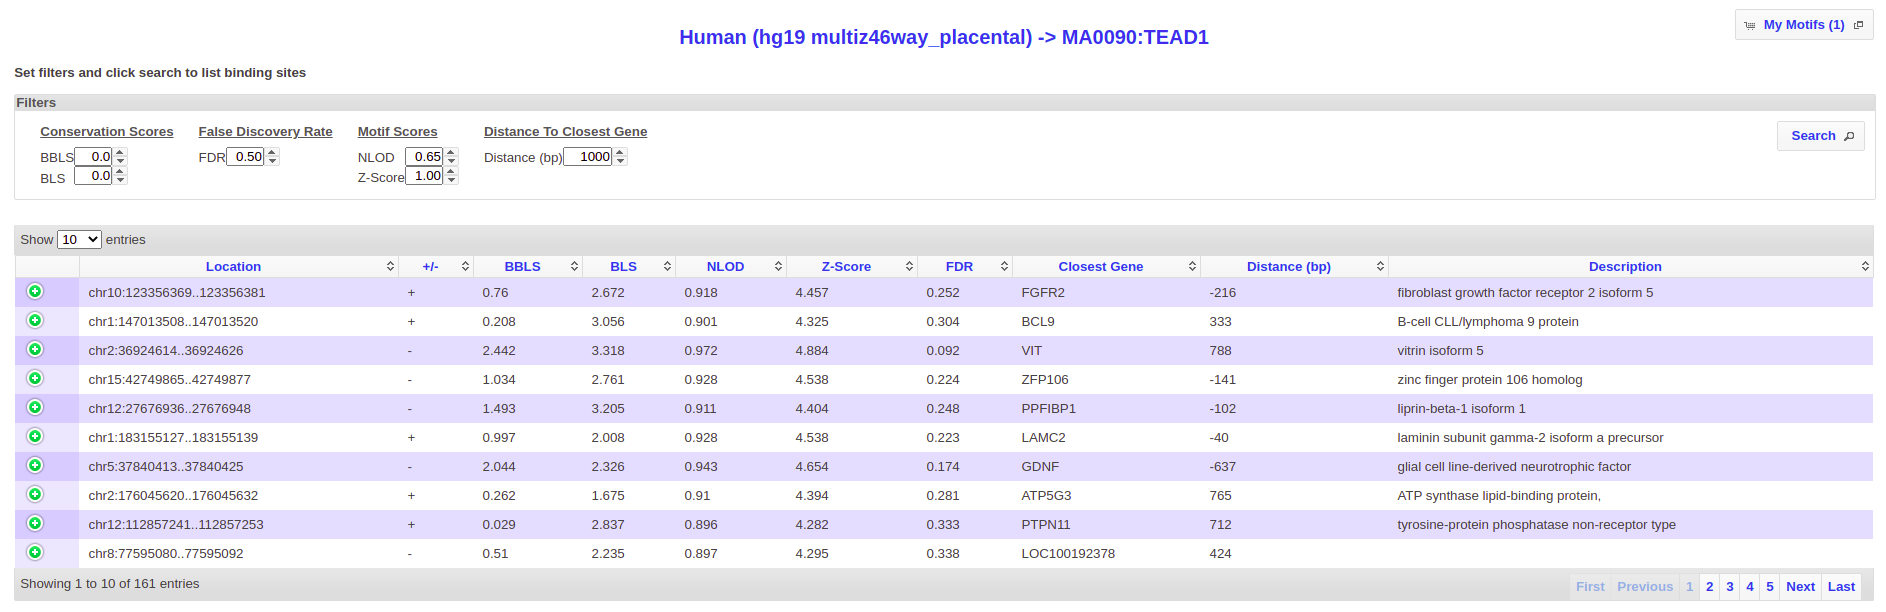 My Motifs (1)
Human (hg19 multiz46way_placental) -> MA0090:TEAD1
Set filters and click search to list binding sites
Filters
Conservation Scores False Discovery Rate Motif Scores Distance To Closest Gene
Search
BBLS 0.0 FDR 0.50 NLOD 0.65 Distance (bp) 1000
BLS 0.0 Z-Score 1.00
Show 10 entries
Location +/- BBLS BLS NLOD Z-Score FDR Closest Gene Distance (bp) Description
chr10:123356369..123356381 + 0.76 2.672 0.918 4.457 0.252 FGFR2 -216 fibroblast growth factor receptor 2 isoform 5
chr1:147013508..147013520 + 0.208 3.056 0.901 4.325 0.304 BCL9 333 B-cell CLL/lymphoma 9 protein
chr2:36924614..36924626 - 2.442 3.318 0.972 4.884 0.092 VIT 788 vitrin isoform 5
chr15:42749865..42749877 - 1.034 2.761 0.928 4.538 0.224 ZFP106 -141 zinc finger protein 106 homolog
chr12:27676936..27676948 - 1.493 3.205 0.911 4.404 0.248 PPFIBP1 -102 liprin-beta-1 isoform 1
chr1:183155127..183155139 + 0.997 2.008 0.928 4.538 0.223 LAMC2 -40 laminin subunit gamma-2 isoform a precursor
chr5:37840413..37840425 - 2.044 2.326 0.943 4.654 0.174 GDNF -637 glial cell line-derived neurotrophic factor
chr2:176045620..176045632 + 0.262 1.675 0.91 4.394 0.281 ATP5G3 765 ATP synthase lipid-binding protein,
chr12:112857241..112857253 + 0.029 2.837 0.896 4.282 0.333 PTPN11 712 tyrosine-protein phosphatase non-receptor type
chr8:77595080..77595092 - 0.51 2.235 0.897 4.295 0.338 LOC100192378 424
Showing 1 to 10 of 161 entries First Previous 1 2 3 4 5 Next Last